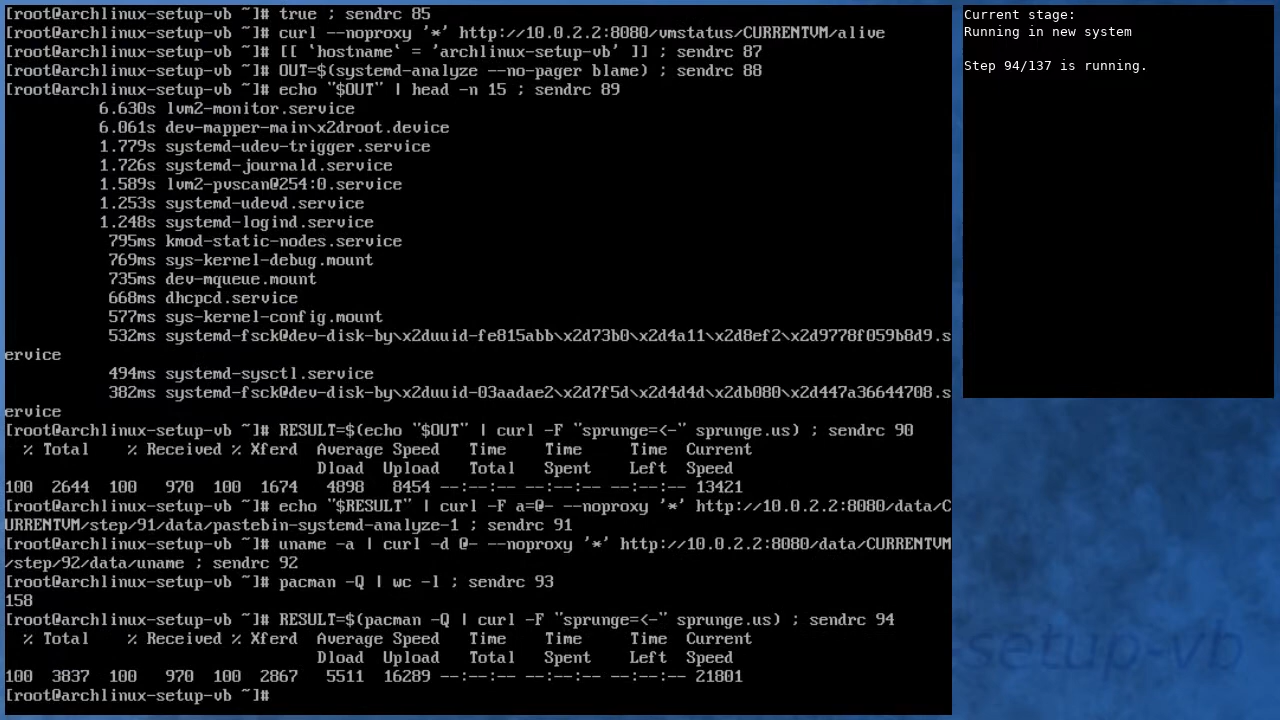 [root@archlinux-setup-vb ~]# true ; sendrc 85
[root@archlinux-setup-vb ~]# curl --noproxy '*' http://10.0.2.2:8080/vmstatus/CURRENTVM/alive
[root@archlinux-setup-vb ~]# [[ `hostname` = 'archlinux-setup-vb' ]] ; sendrc 87
[root@archlinux-setup-vb ~]# OUT=$(systemd-analyze --no-pager blame) ; sendrc 88
[root@archlinux-setup-vb ~]# echo "$OUT" | head -n 15 ; sendrc 89
6.630s lvm2-monitor.service
6.061s dev-mapper-main\x2droot.device
1.779s systemd-udev-trigger.service
1.726s systemd-journald.service
1.589s lvm2-pvscan@254:0.service
1.253s systemd-udevd.service
1.248s systemd-logind.service
795ms kmod-static-nodes.service
769ms sys-kernel-debug.mount
735ms dev-mqueue.mount
668ms dhcpcd.service
577ms sys-kernel-config.mount
532ms systemd-fsck@dev-disk-by\x2duuid-fe815abb\x2d73b0\x2d4a11\x2d8ef2\x2d9778f059b8d9.s
ervice
494ms systemd-sysctl.service
382ms systemd-fsck@dev-disk-by\x2duuid-03aadae2\x2d7f5d\x2d4d4d\x2db080\x2d447a36644708.s
ervice
[root@archlinux-setup-vb ~]# RESULT=$(echo "$OUT" | curl -F "sprunge=<-" sprunge.us) ; sendrc 90
% Total    % Received % Xferd  Average Speed   Time    Time     Time  Current
Dload  Upload   Total   Spent    Left  Speed
100  2644  100   970  100  1674   4898   8454 --:--:-- --:--:-- --:--:-- 13421
[root@archlinux-setup-vb ~]# echo "$RESULT" | curl -F a=@- --noproxy '*' http://10.0.2.2:8080/data/C
URRENTVM/step/91/data/pastebin-systemd-analyze-1 ; sendrc 91
[root@archlinux-setup-vb ~]# uname -a | curl -d @- --noproxy '*' http://10.0.2.2:8080/data/CURRENTVM
/step/92/data/uname ; sendrc 92
[root@archlinux-setup-vb ~]# pacman -Q | wc -l ; sendrc 93
158
[root@archlinux-setup-vb ~]# RESULT=$(pacman -Q | curl -F "sprunge=<-" sprunge.us) ; sendrc 94
% Total    % Received % Xferd  Average Speed   Time    Time     Time  Current
Dload  Upload   Total   Spent    Left  Speed
100  3837  100   970  100  2867   5511  16289 --:--:-- --:--:-- --:--:-- 21801
[root@archlinux-setup-vb ~]#
Current stage:
Running in new system
Step 94/137 is running.
setup-vb